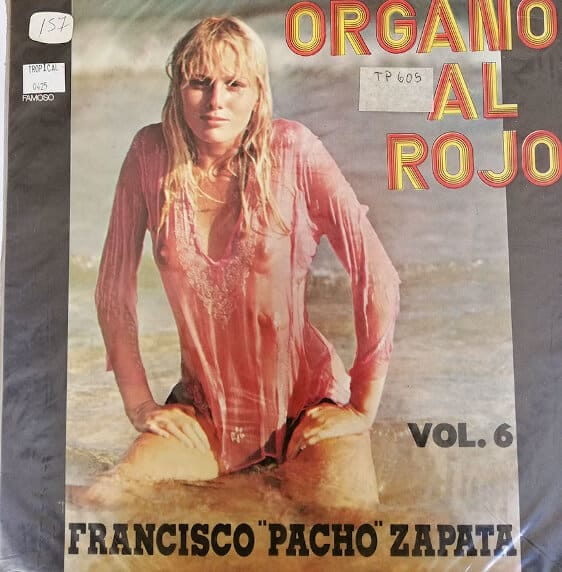 157
TROPICAL
0425
FAMOSO
ORGANO
AL
ROJO
TP 605
VOL. 6
FRANCISCO "PACHO" ZAPATA